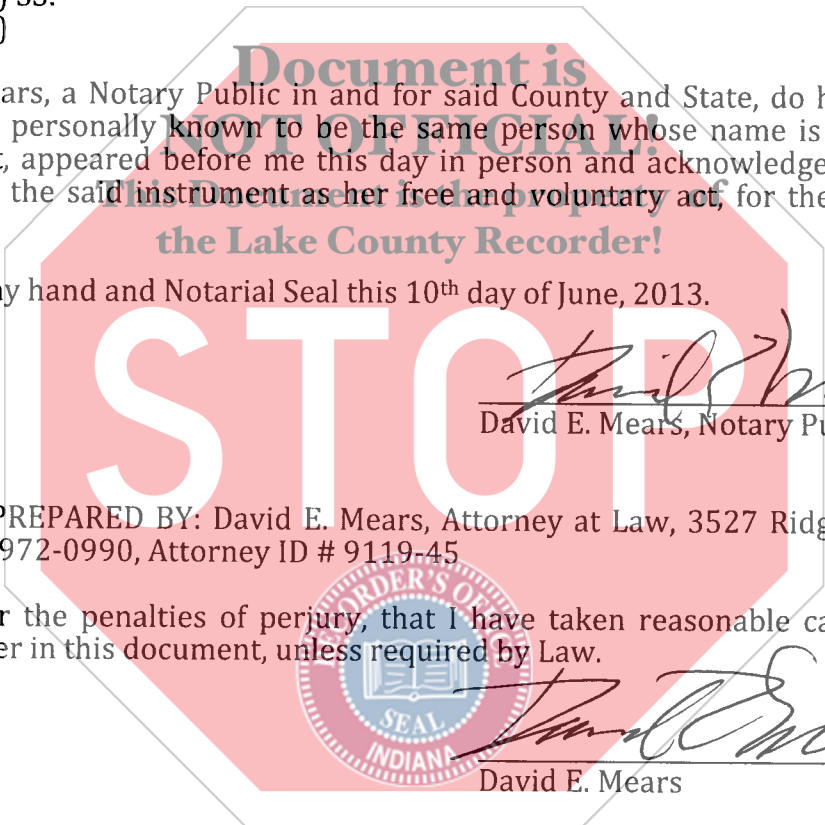 ) ss.
)
Document is
ars, a Notary Public in and for said County and State, do h
personally known to be the same person whose name is
NOT OFFICIAL!
, appeared before me this day in person and acknowledge
the said instrument as her free and voluntary act, for the
This Document is the property of
the Lake County Recorder!
y hand and Notarial Seal this 10th day of June, 2013.
STOP
David E. Mears, Notary Pu
PREPARED BY: David E. Mears, Attorney at Law, 3527 Ridg
972-0990, Attorney ID # 9119-45
RECORDER'S OFFICE
r the penalties of perjury, that I have taken reasonable ca
er in this document, unless required by Law.
SEAL
INDIANA
David E. Mears